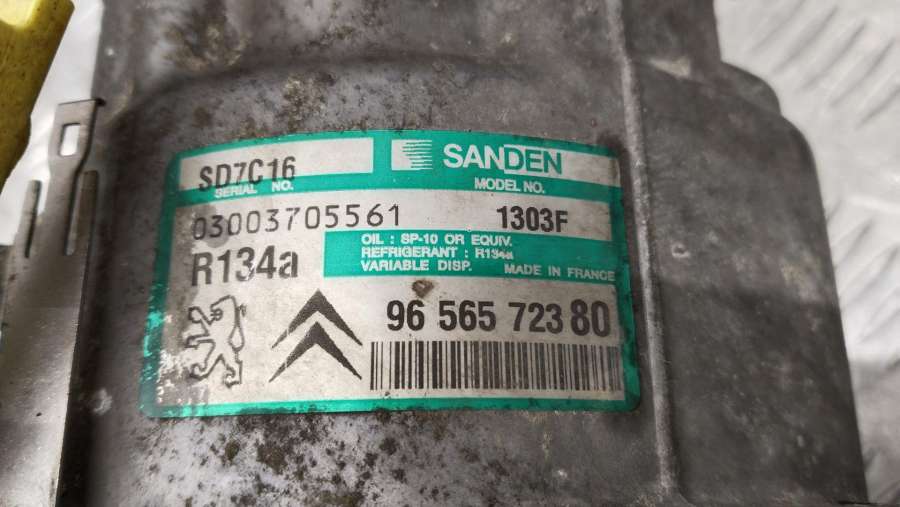 SD7C16
SANDEN
SERIAL NO.
MODEL NO.
03003705561
1303F
R134a
OIL : SP-10 OR EQUIV.
REFRIGERANT : R134a
VARIABLE DISP. MADE IN FRANCE
96 565 723 80